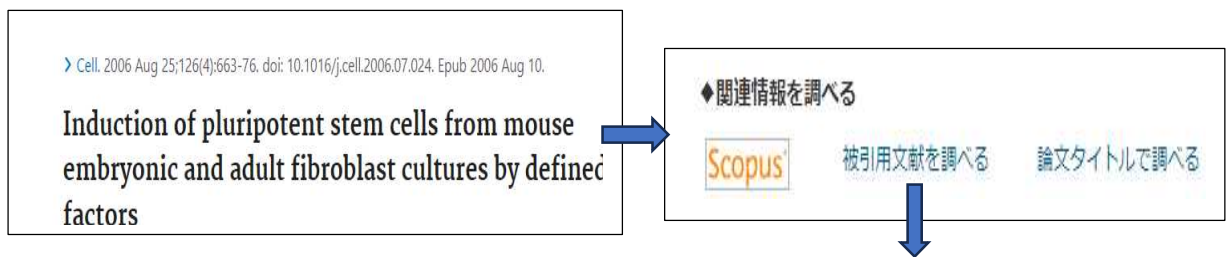 Cell. 2006 Aug 25;126(4):663-76. doi: 10.1016/j.cell.2006.07.024. Epub 2006 Aug 10.
Induction of pluripotent stem cells from mouse
embryonic and adult fibroblast cultures by defined
factors
◆関連情報を調べる
Scopus 被引用文献を調べる 論文タイトルで調べる